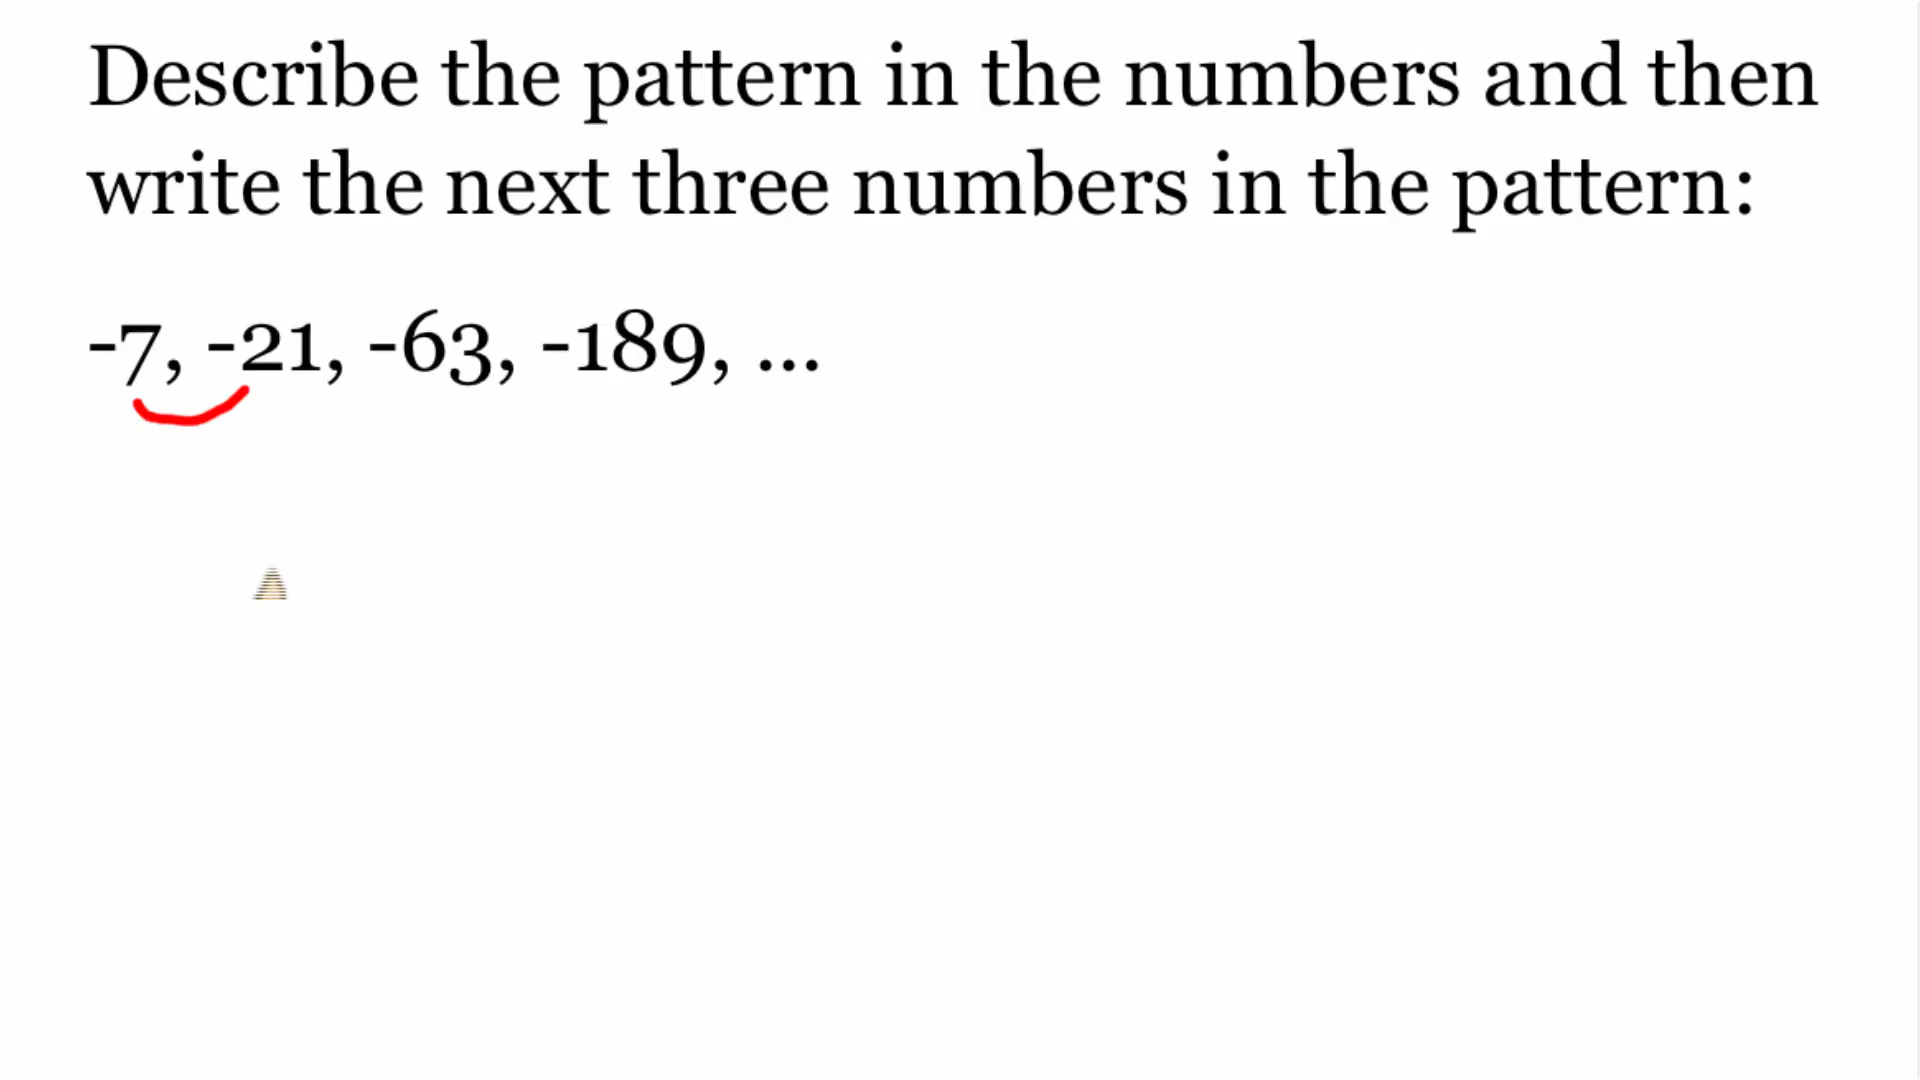 Describe the pattern in the numbers and then
write the next three numbers in the pattern:
-7, -21, -63, -189, ...